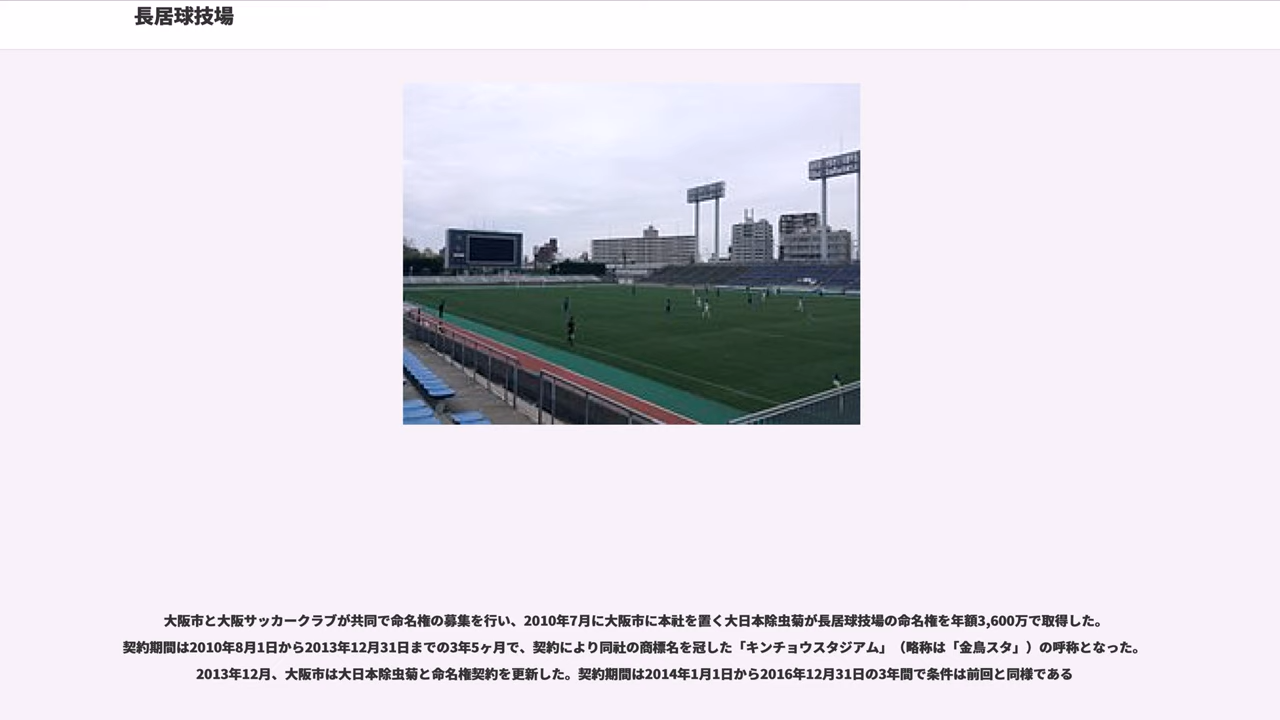 長居球技場
大阪市と大阪サッカークラブが共同で命名権の募集を行い、2010年7月に大阪市に本社を置く大日本除虫菊が長居球技場の命名権を年額3,600万で取得した。
契約期間は2010年8月1日から2013年12月31日までの3年5ヶ月で、契約により同社の商標名を冠した「キンチョウスタジアム」（略称は「金鳥スタ」）の呼称となった。
2013年12月、大阪市は大日本除虫菊と命名権契約を更新した。契約期間は2014年1月1日から2016年12月31日の3年間で条件は前回と同様である